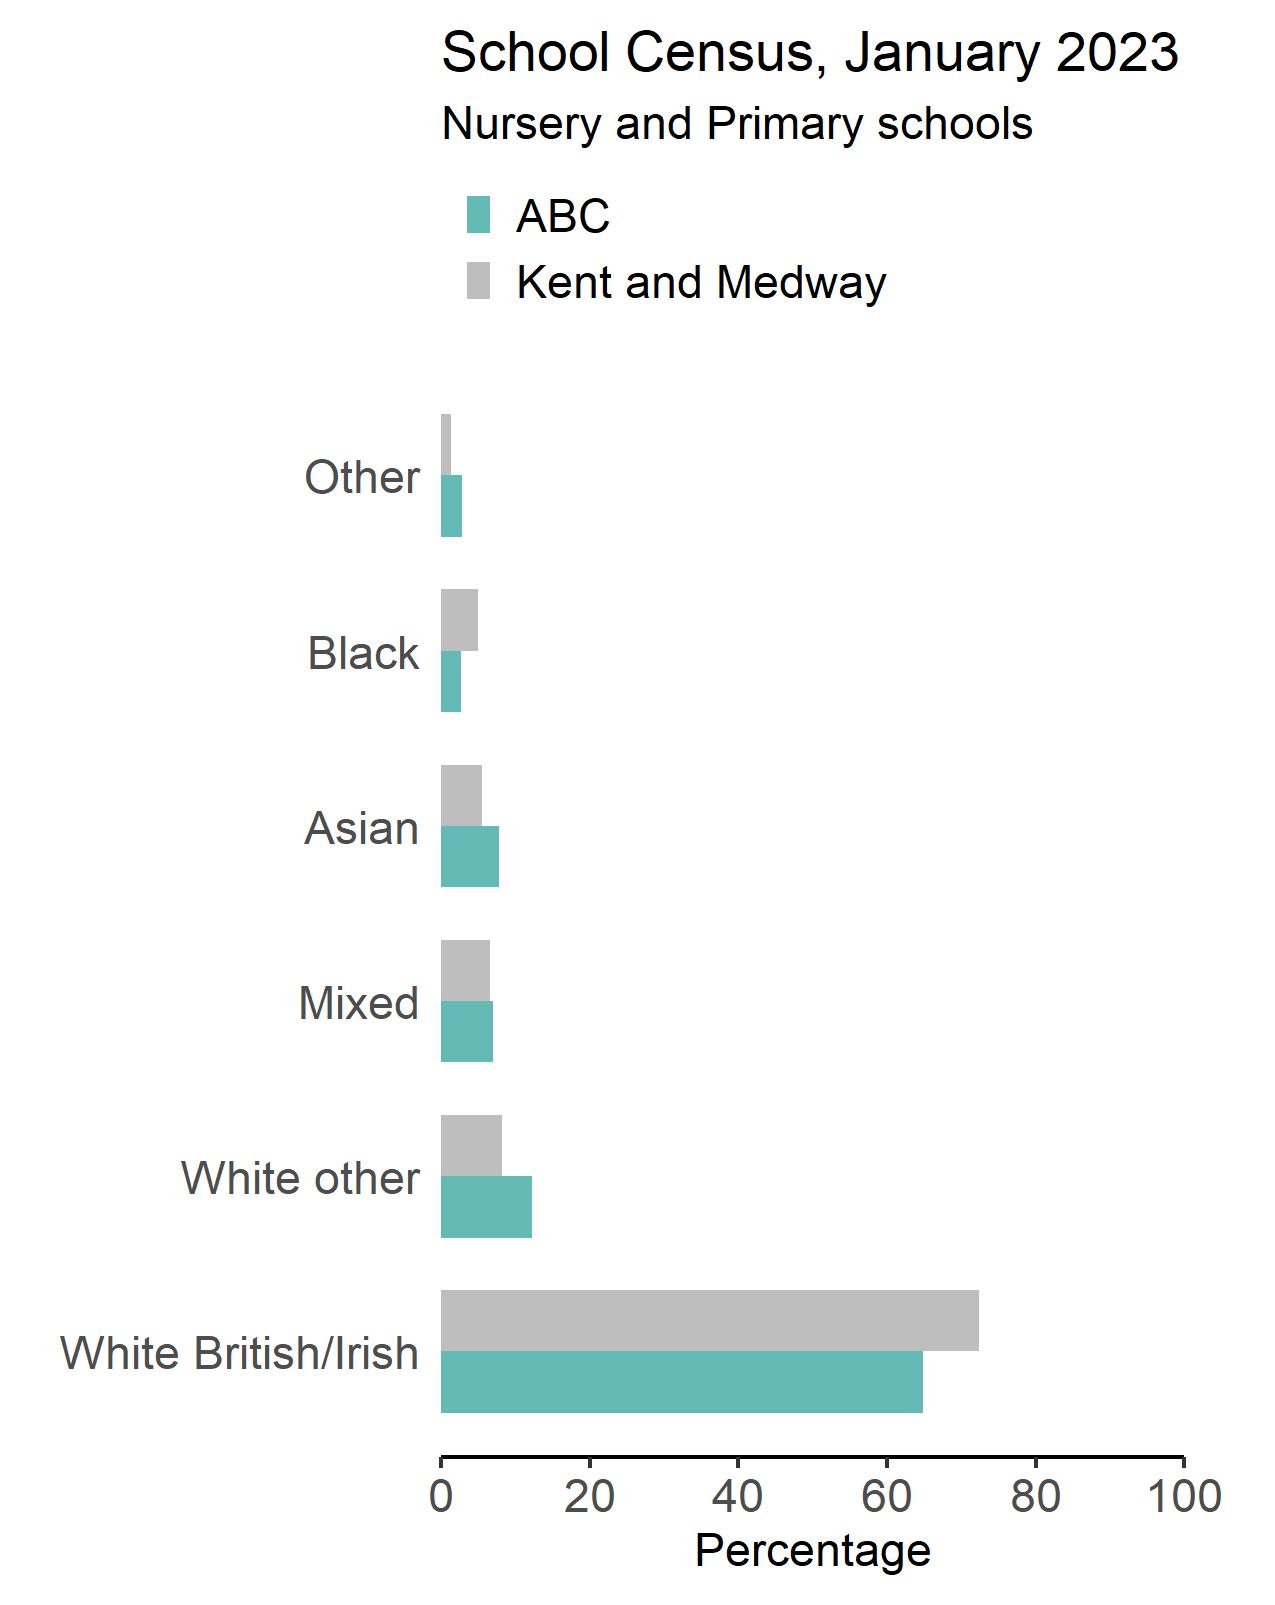 School Census, January 2023
Nursery and Primary schools
ABC
Kent and Medway
Other
Black
Asian
Mixed
White other
White British/Irish
0 20 40 60 80 100
Percentage